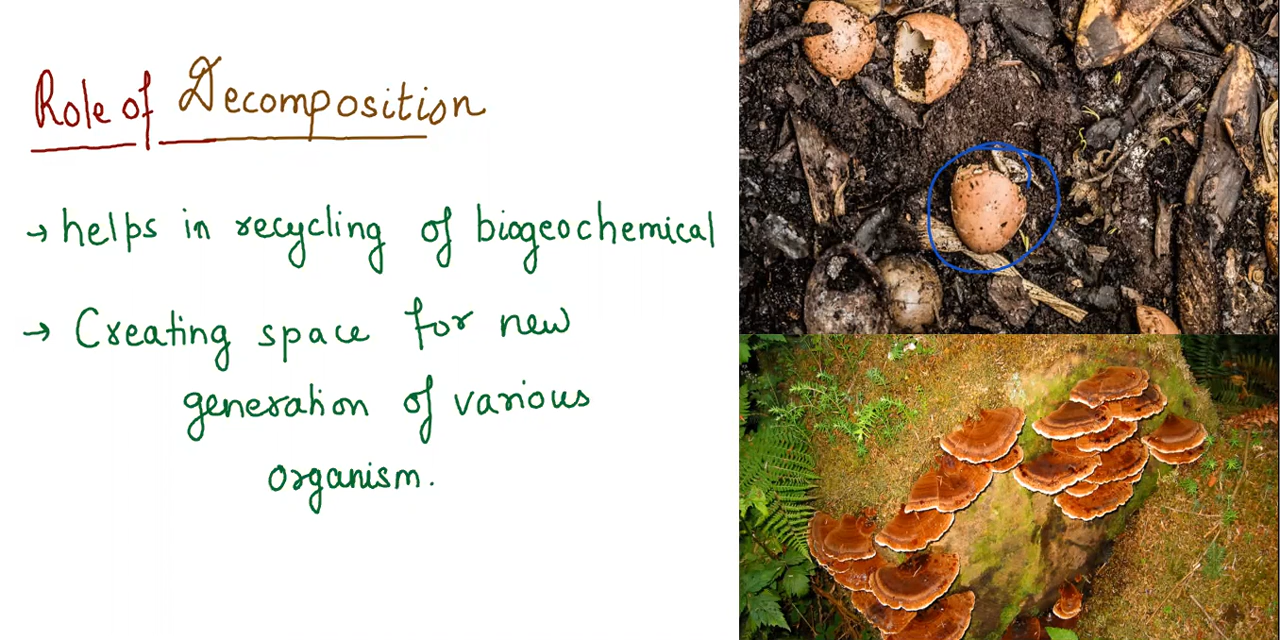 Role of Decomposition
→ helps in recycling of biogeochemical
→ Creating space for new
generation of various
organism.